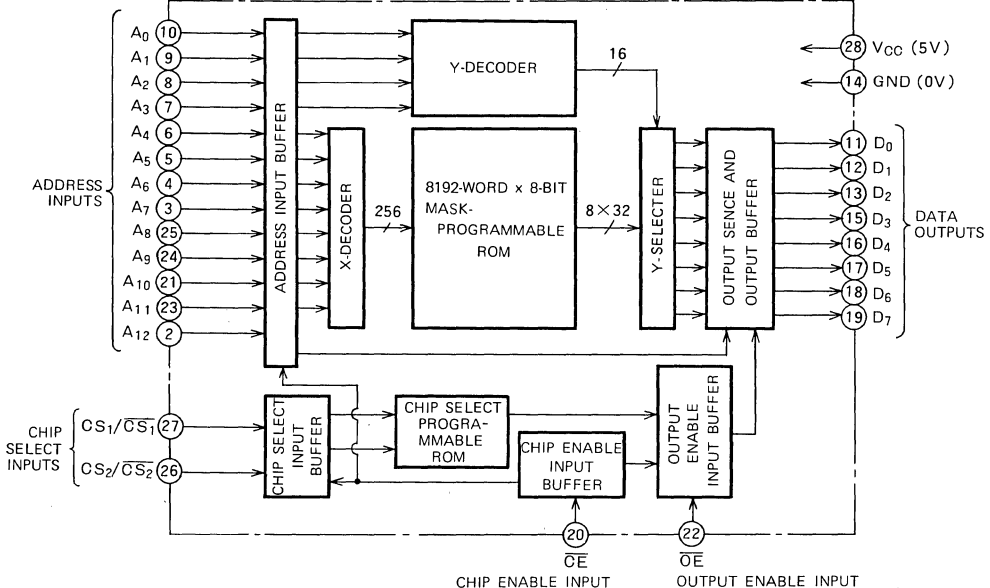 A0 10
A1 9
A2 8
A3 7
A4 6
A5 5
A6 4
A7 3
A8 25
A9 24
A10 21
A11 23
A12 2
ADDRESS
INPUTS
ADDRESS INPUT BUFFER
Y-DECODER
16
X-DECODER
256
8192-WORD x 8-BIT
MASK-
PROGRAMMABLE
ROM
8×32
Y-SELECTER
OUTPUT SENCE AND
OUTPUT BUFFER
28 VCC (5V)
14 GND (0V)
11 D0
12 D1
13 D2
15 D3
16 D4
17 D5
18 D6
19 D7
DATA
OUTPUTS
CHIP
SELECT
INPUTS
CS1/C̅S̅1̅ 27
CS2/C̅S̅2̅ 26
CHIP SELECT
INPUT
BUFFER
CHIP SELECT
PROGRA-
MMABLE
ROM
CHIP ENABLE
INPUT
BUFFER
OUTPUT
ENABLE
INPUT BUFFER
20
C̅E̅
CHIP ENABLE INPUT
22
O̅E̅
OUTPUT ENABLE INPUT